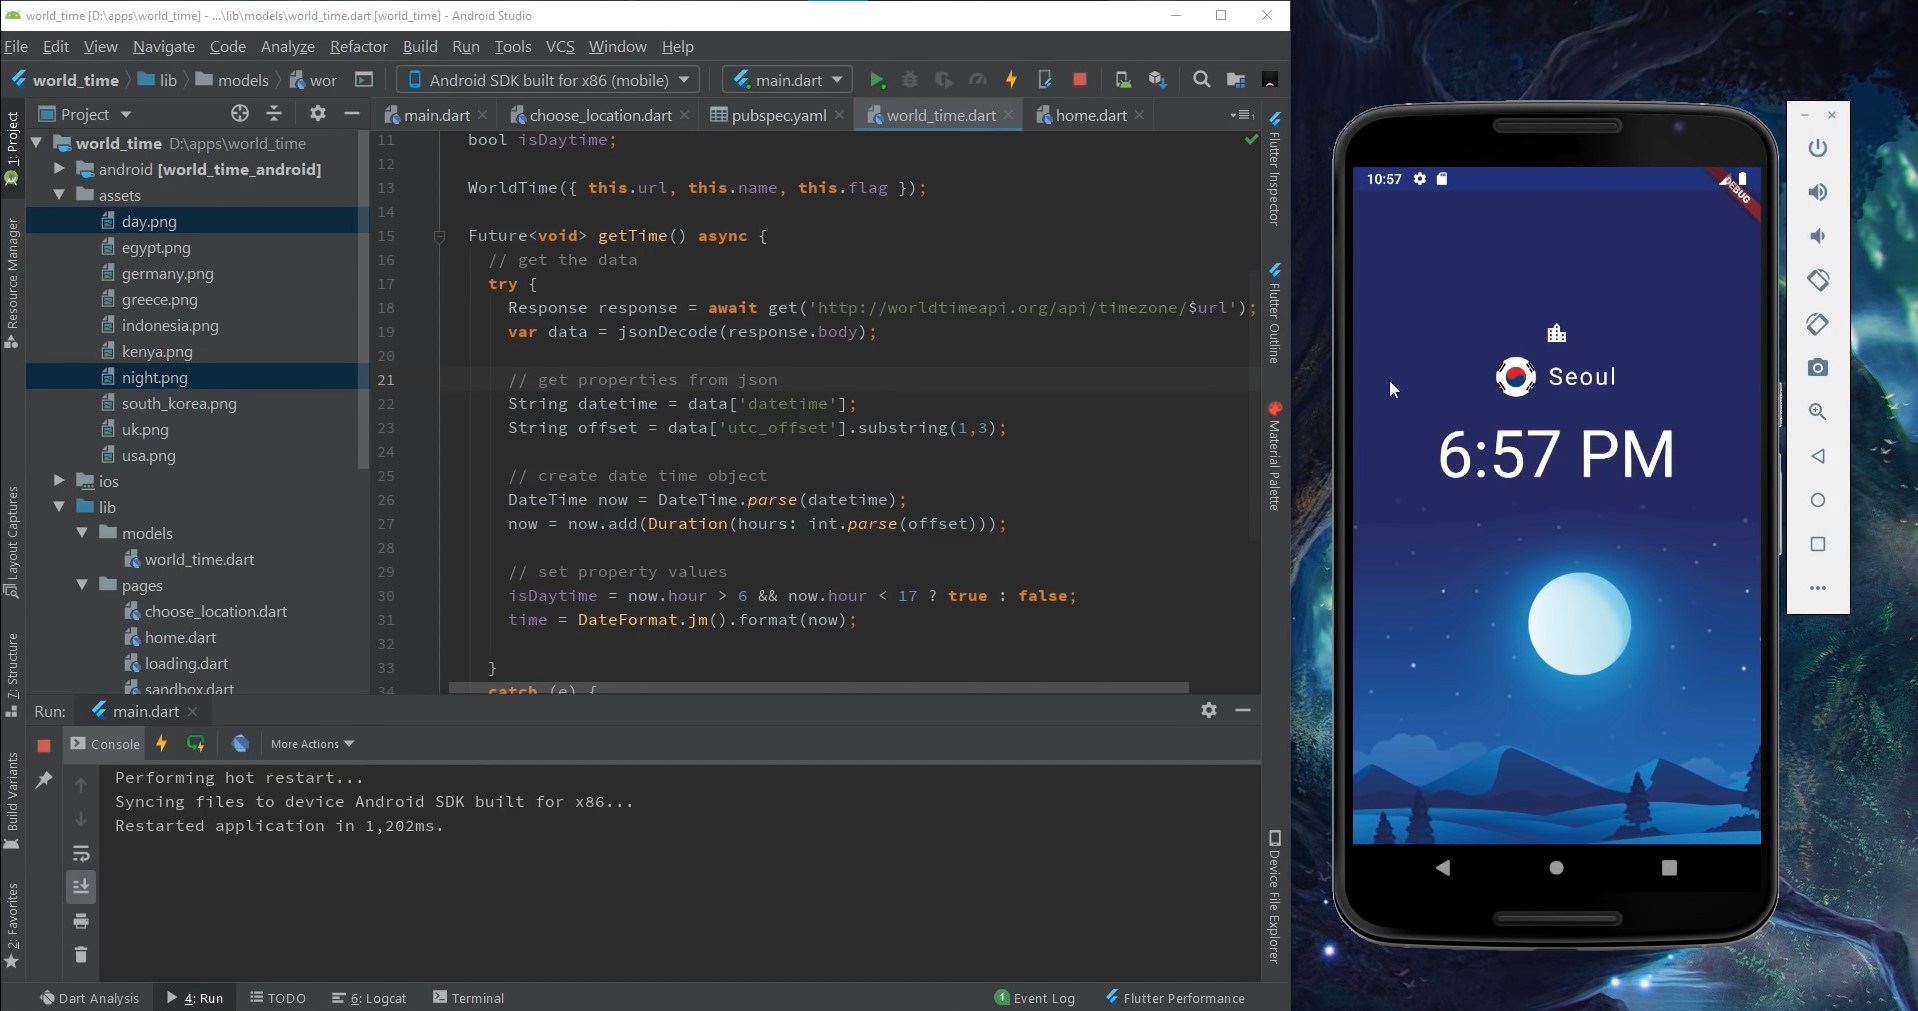 world_time [D:\apps\world_time] - ...\lib\models\world_time.dart [world_time] - Android Studio
File Edit View Navigate Code Analyze Refactor Build Run Tools VCS Window Help
world_time lib models wor Android SDK built for x86 (mobile) main.dart
Project
main.dart choose_location.dart pubspec.yaml world_time.dart home.dart
1: Project
Resource Manager
Layout Captures
7: Structure
Build Variants
2: Favorites
world_time D:\apps\world_time
android [world_time_android]
assets
day.png
egypt.png
germany.png
greece.png
indonesia.png
kenya.png
night.png
south_korea.png
uk.png
usa.png
ios
lib
models
world_time.dart
pages
choose_location.dart
home.dart
loading.dart
sandbox.dart
11 bool isDaytime;
12
13 WorldTime({ this.url, this.name, this.flag });
14
15 Future<void> getTime() async {
16 // get the data
17 try {
18 Response response = await get('http://worldtimeapi.org/api/timezone/$url');
19 var data = jsonDecode(response.body);
20
21 // get properties from json
22 String datetime = data['datetime'];
23 String offset = data['utc_offset'].substring(1,3);
24
25 // create date time object
26 DateTime now = DateTime.parse(datetime);
27 now = now.add(Duration(hours: int.parse(offset)));
28
29 // set property values
30 isDaytime = now.hour > 6 && now.hour < 17 ? true : false;
31 time = DateFormat.jm().format(now);
32
33 }
34 catch (e) {
Flutter Inspector
Flutter Outline
Material Palette
Device File Explorer
Run: main.dart
Console More Actions
Performing hot restart...
Syncing files to device Android SDK built for x86...
Restarted application in 1,202ms.
Dart Analysis 4: Run TODO 6: Logcat Terminal 1 Event Log Flutter Performance
10:57
DEBUG
Seoul
6:57 PM